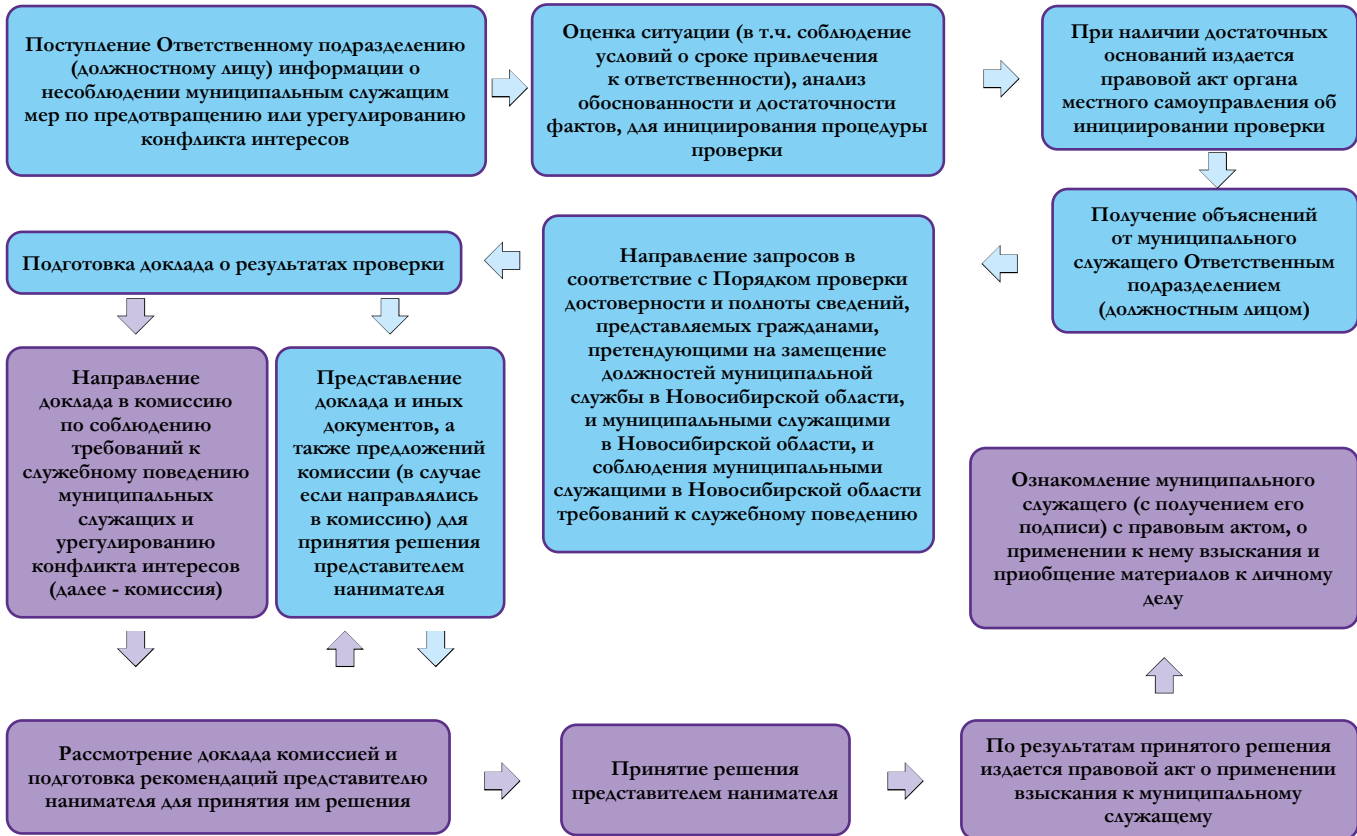 Поступление Ответственному подразделению
(должностному лицу) информации о
несоблюдении муниципальным служащим
мер по предотвращению или урегулированию
конфликта интересов
Оценка ситуации (в т.ч. соблюдение
условий о сроке привлечения
к ответственности), анализ
обоснованности и достаточности
фактов, для инициирования процедуры
проверки
При наличии достаточных
оснований издается
правовой акт органа
местного самоуправления об
инициировании проверки
Получение объяснений
от муниципального
служащего Ответственным
подразделением
(должностным лицом)
Направление запросов в
соответствие с Порядком проверки
достоверности и полноты сведений,
представляемых гражданами,
претендующими на замещение
должностей муниципальной
службы в Новосибирской области,
и муниципальными служащими
в Новосибирской области, и
соблюдения муниципальными
служащими в Новосибирской области
требований к служебному поведению
Подготовка доклада о результатах проверки
Направление
доклада в комиссию
по соблюдению
требований к
служебному поведению
муниципальных
служащих и
урегулированию
конфликта интересов
(далее - комиссия)
Представление
доклада и иных
документов, а
также предложений
комиссии (в случае
если направлялись
в комиссию) для
принятия решения
представителем
нанимателя
Рассмотрение доклада комиссией и
подготовка рекомендаций представителю
нанимателя для принятия им решения
Принятие решения
представителем нанимателя
По результатам принятого решения
издается правовой акт о применении
взыскания к муниципальному
служащему
Ознакомление муниципального
служащего (с получением его
подписи) с правовым актом, о
применении к нему взыскания и
приобщение материалов к личному
делу